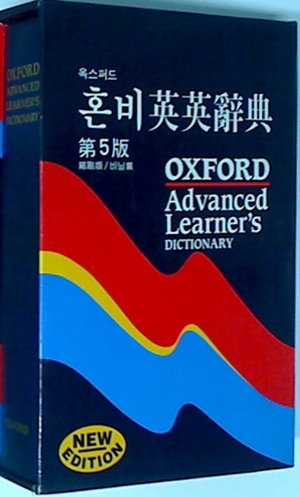 OXFORD
ADVANCED
LEARNER'S
DICTIONARY
옥스퍼드
혼비英英辭典
第5版
縮刷版/비닐裝
OXFORD
Advanced
Learner's
DICTIONARY
NEW
EDITION
OXFORD